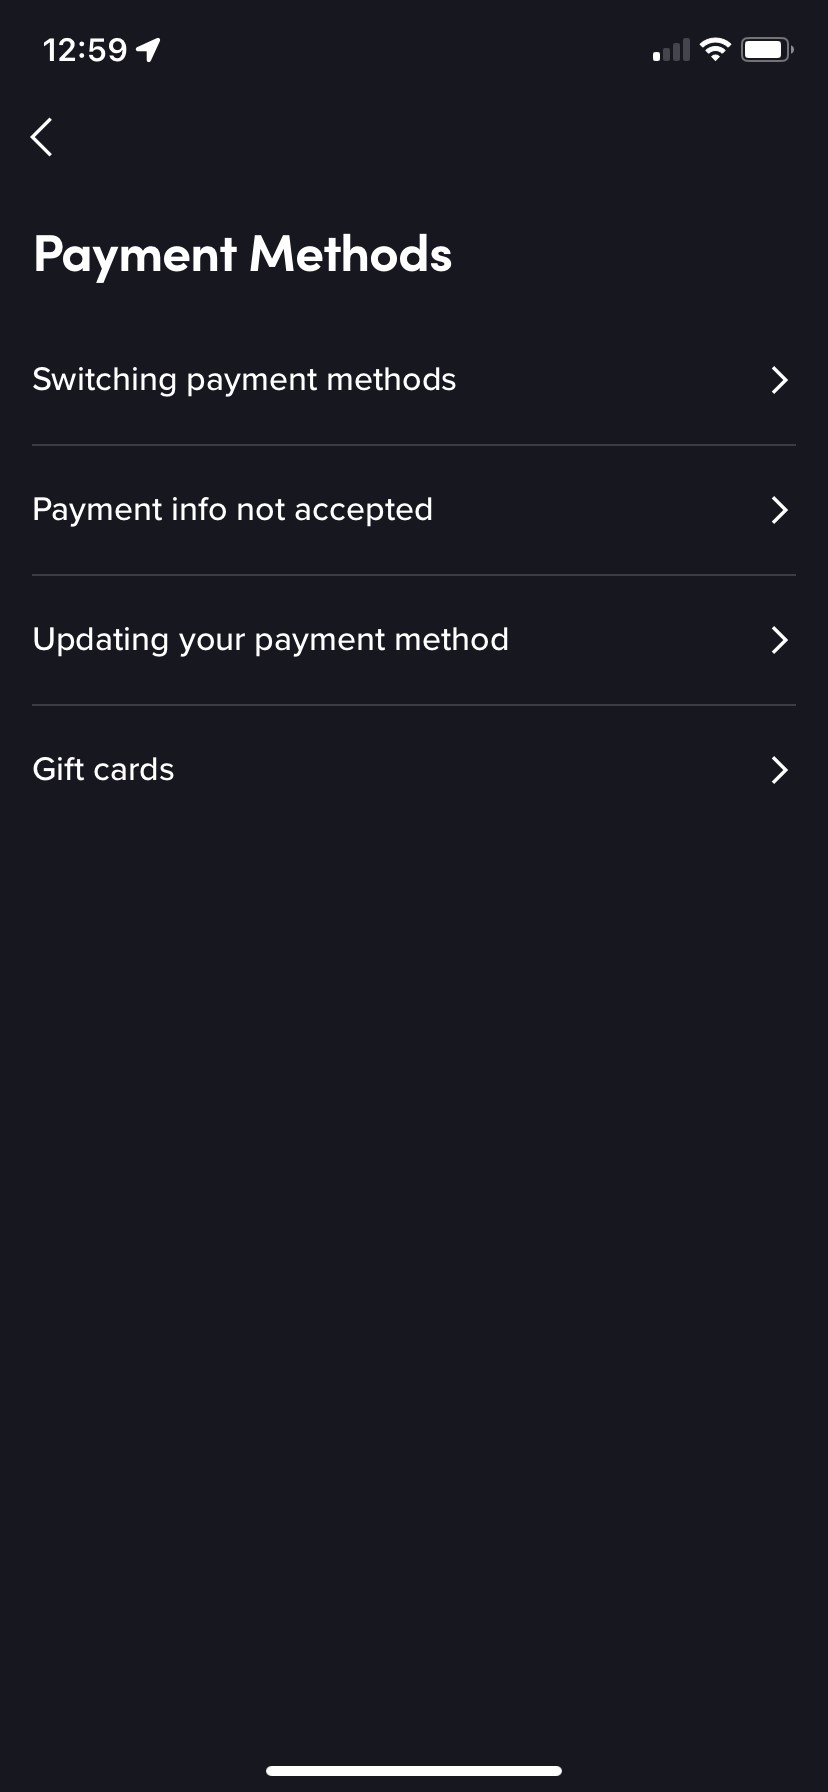 12:59
Payment Methods
Switching payment methods
Payment info not accepted
Updating your payment method
Gift cards